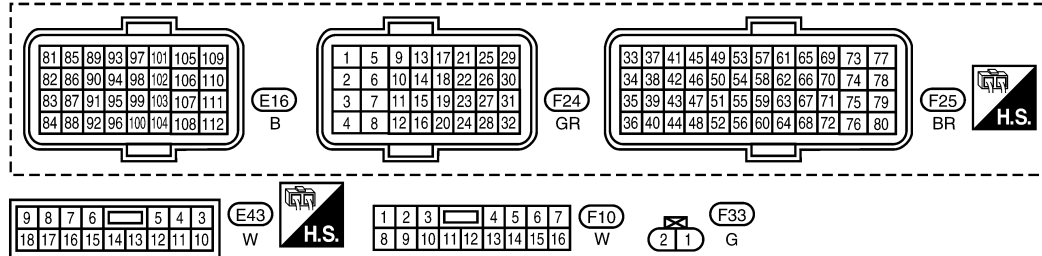 81 85 89 93 97 101 105 109
82 86 90 94 98 102 106 110
83 87 91 95 99 103 107 111
84 88 92 96 100 104 108 112
E16
B
1 5 9 13 17 21 25 29
2 6 10 14 18 22 26 30
3 7 11 15 19 23 27 31
4 8 12 16 20 24 28 32
F24
GR
33 37 41 45 49 53 57 61 65 69 73 77
34 38 42 46 50 54 58 62 66 70 74 78
35 39 43 47 51 55 59 63 67 71 75 79
36 40 44 48 52 56 60 64 68 72 76 80
F25
BR
H.S.
9 8 7 6 5 4 3
18 17 16 15 14 13 12 11 10
E43
W
H.S.
1 2 3 4 5 6 7
8 9 10 11 12 13 14 15 16
F10
W
2 1
F33
G